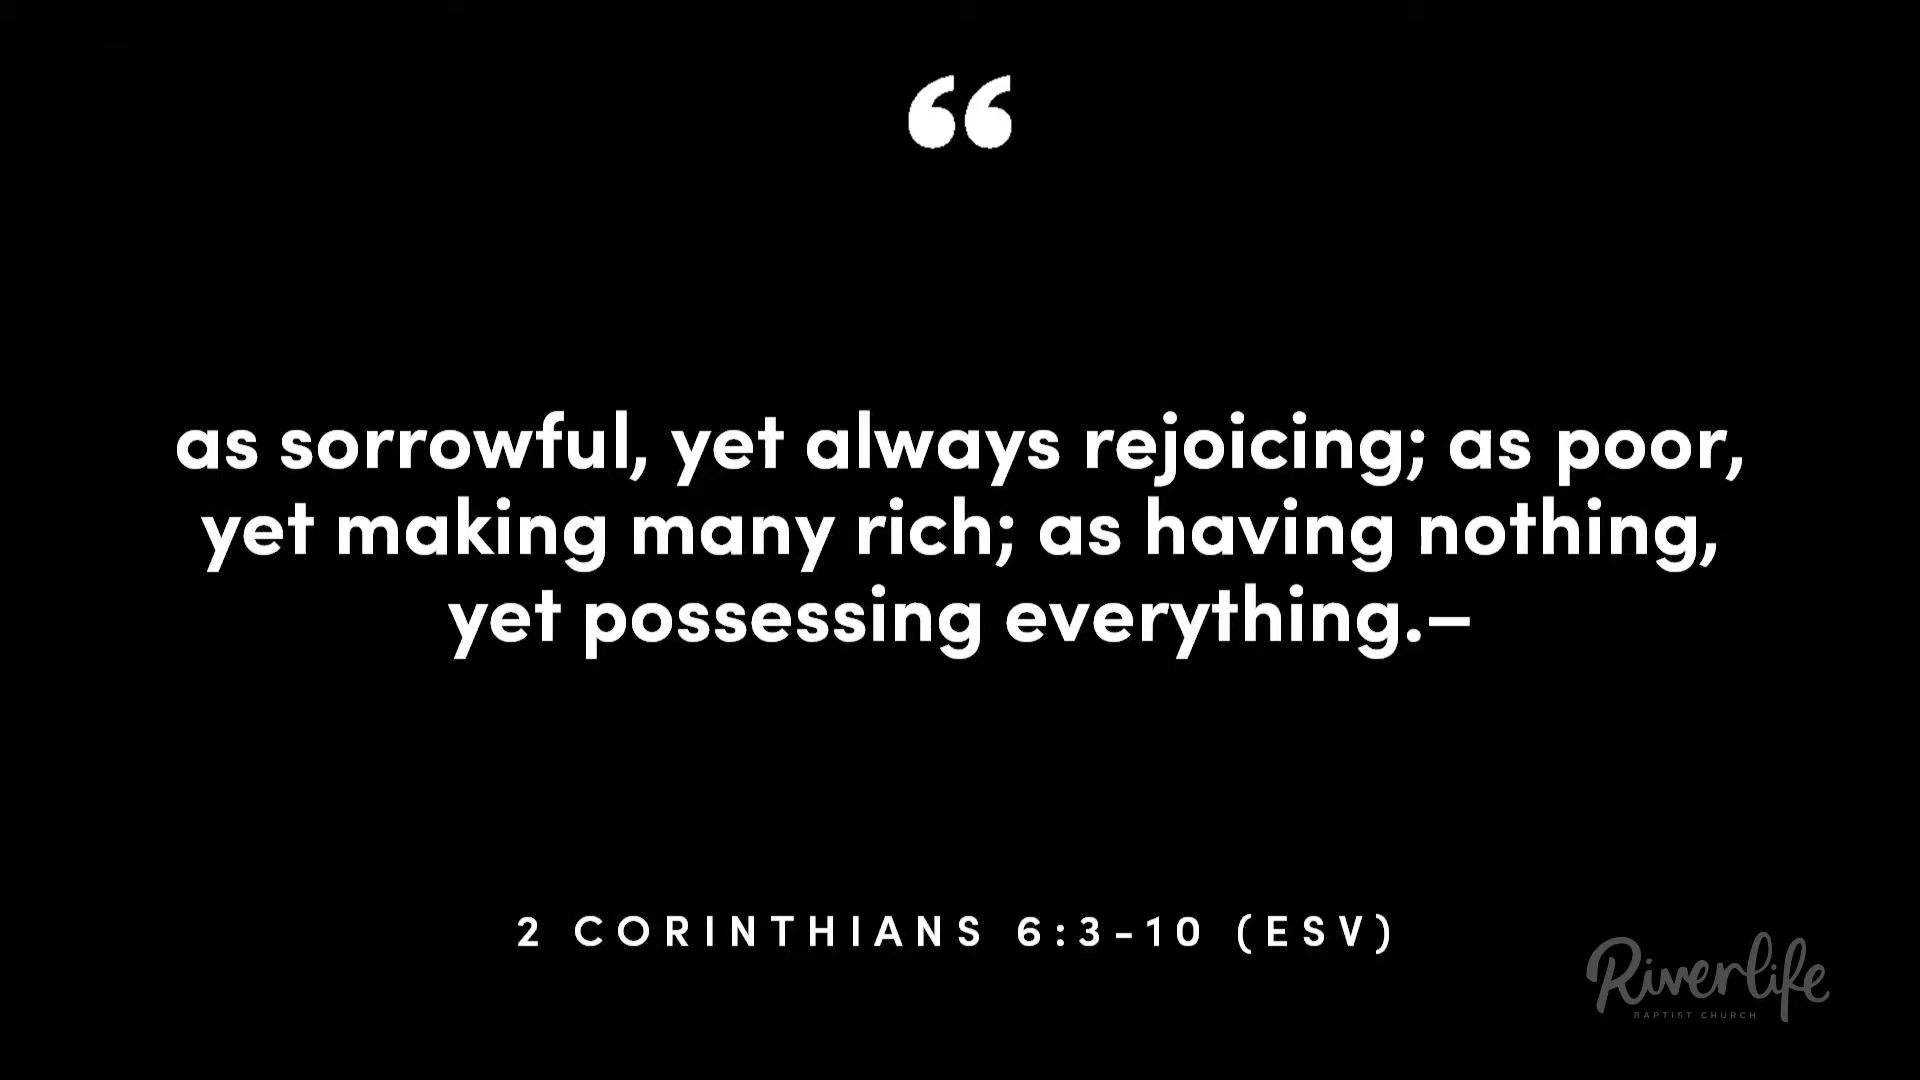 “
as sorrowful, yet always rejoicing; as poor,
yet making many rich; as having nothing,
yet possessing everything.—
2 CORINTHIANS 6:3-10 (ESV)
Riverlife
BAPTIST CHURCH